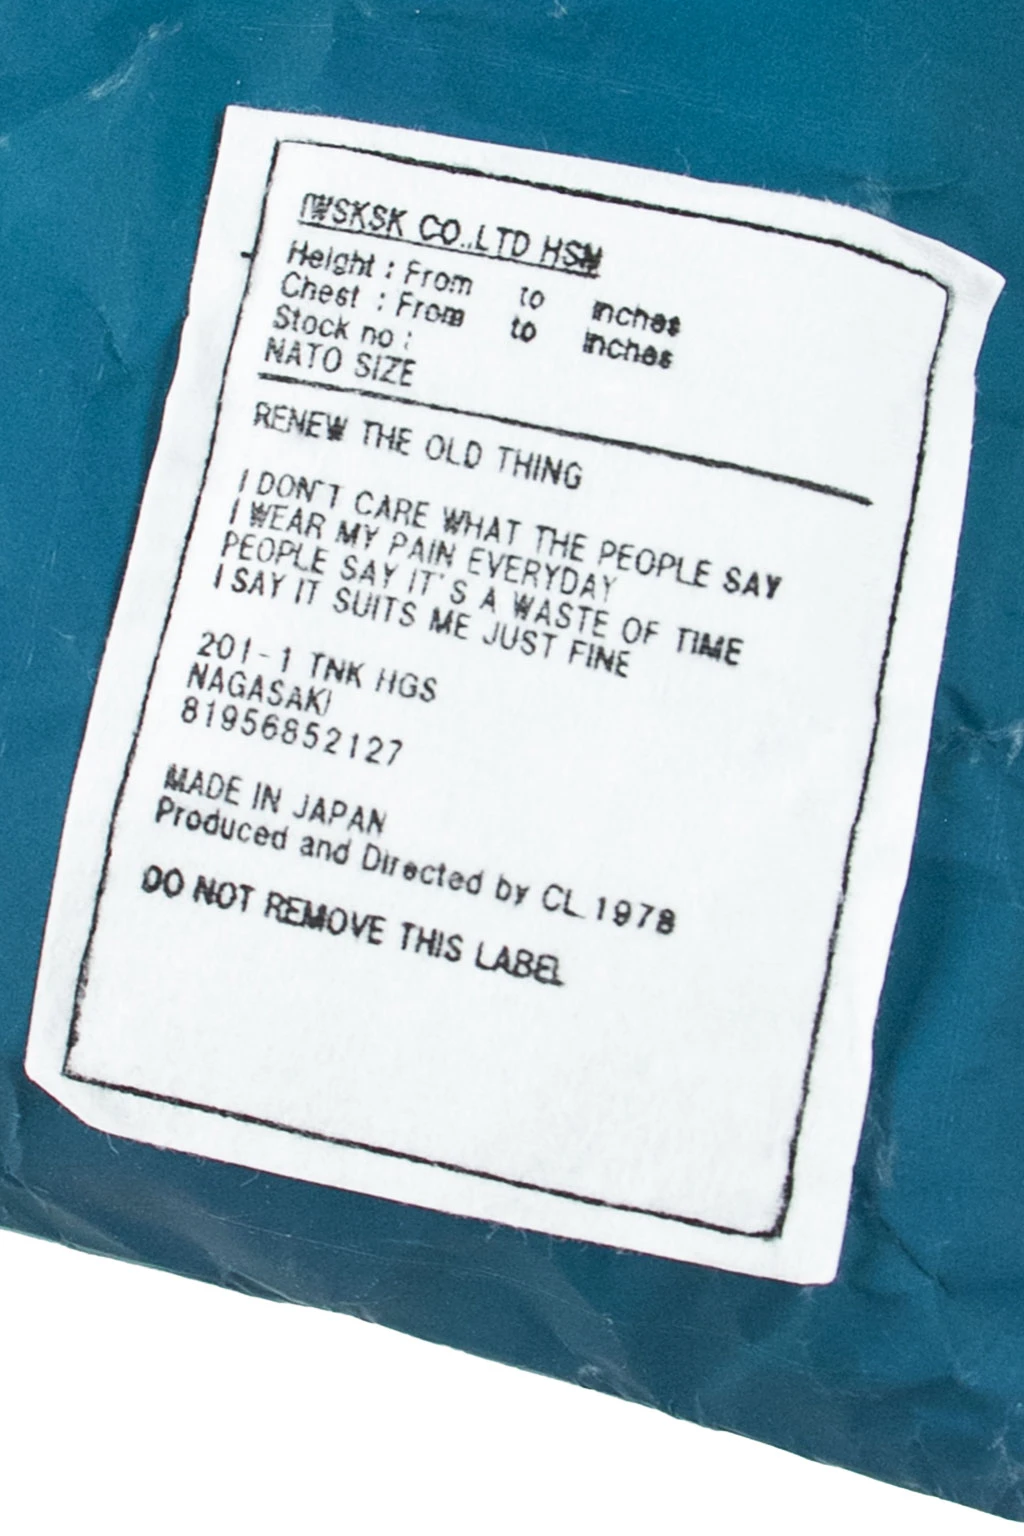 IWSKSK CO.,LTD HSN
Height : From to inches
Chest : From to inches
Stock no :
NATO SIZE
RENEW THE OLD THING
I DON'T CARE WHAT THE PEOPLE SAY
I WEAR MY PAIN EVERYDAY
PEOPLE SAY IT'S A WASTE OF TIME
I SAY IT SUITS ME JUST FINE
201-1 TNK HGS
NAGASAKI
81956852127
MADE IN JAPAN
Produced and Directed by CL.1978
DO NOT REMOVE THIS LABEL